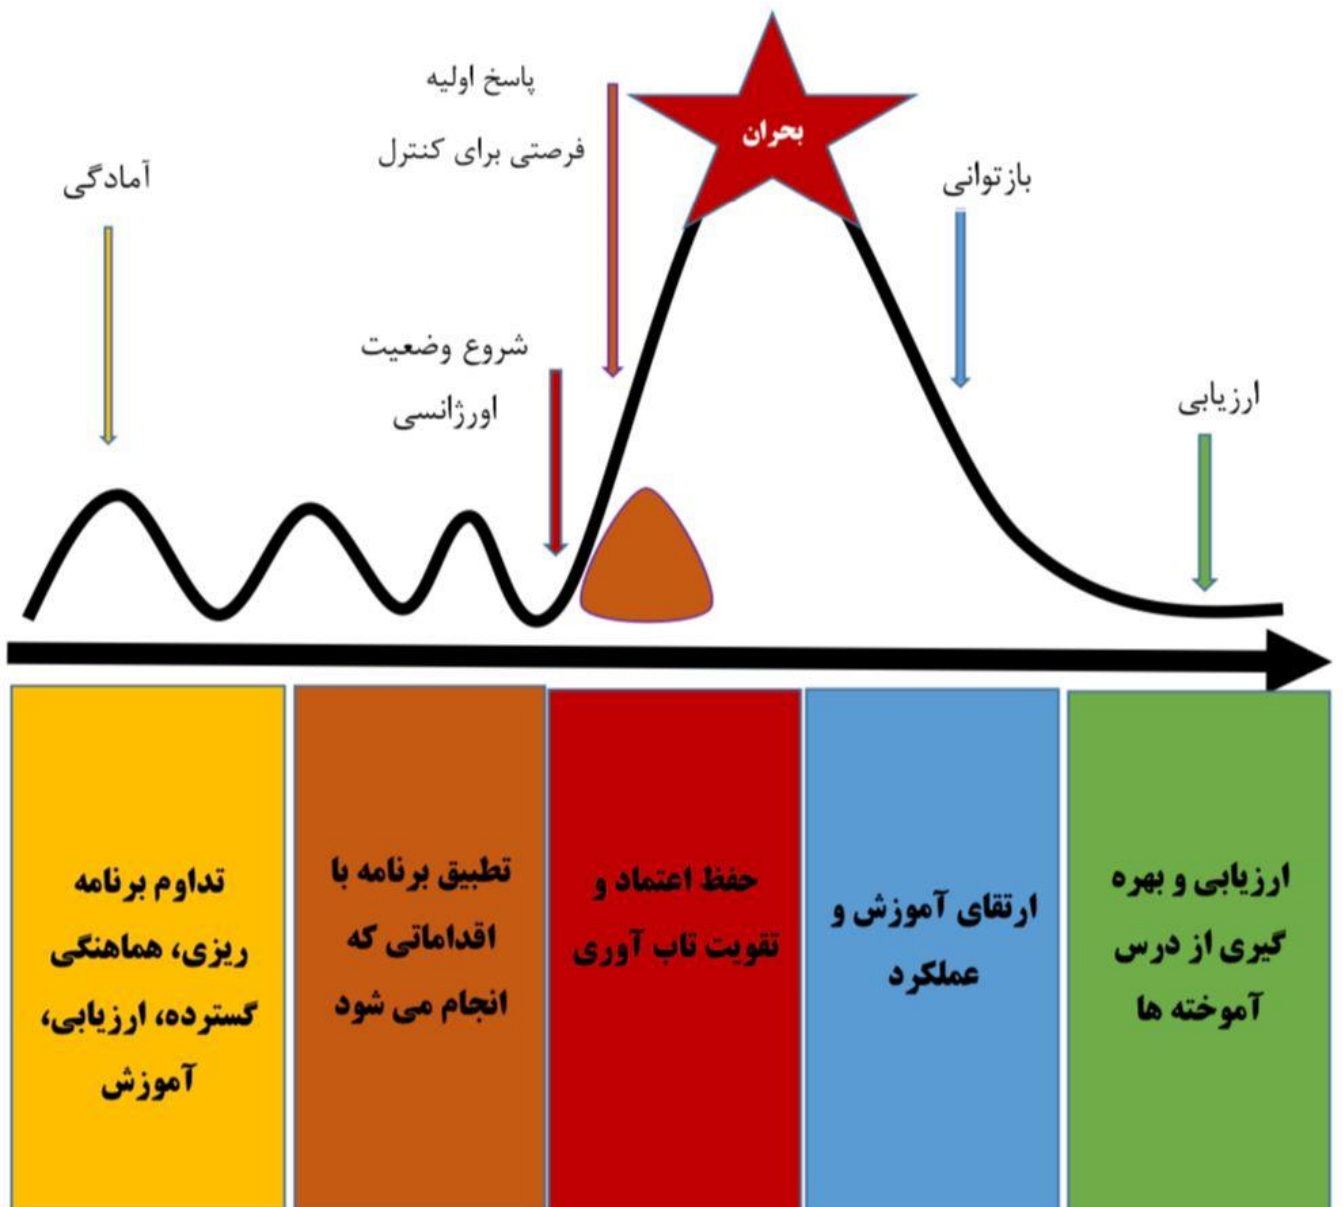 بحران
پاسخ اولیه
فرصتی برای کنترل
آمادگی
بازتوانی
شروع وضعیت
اورژانسی
ارزیابی
تداوم برنامه
ریزی، هماهنگی
گسترده، ارزیابی،
آموزش
تطبیق برنامه با
اقداماتی که
انجام می شود
حفظ اعتماد و
تقویت تاب آوری
ارتقای آموزش و
عملکرد
ارزیابی و بهره
گیری از درس
آموخته ها